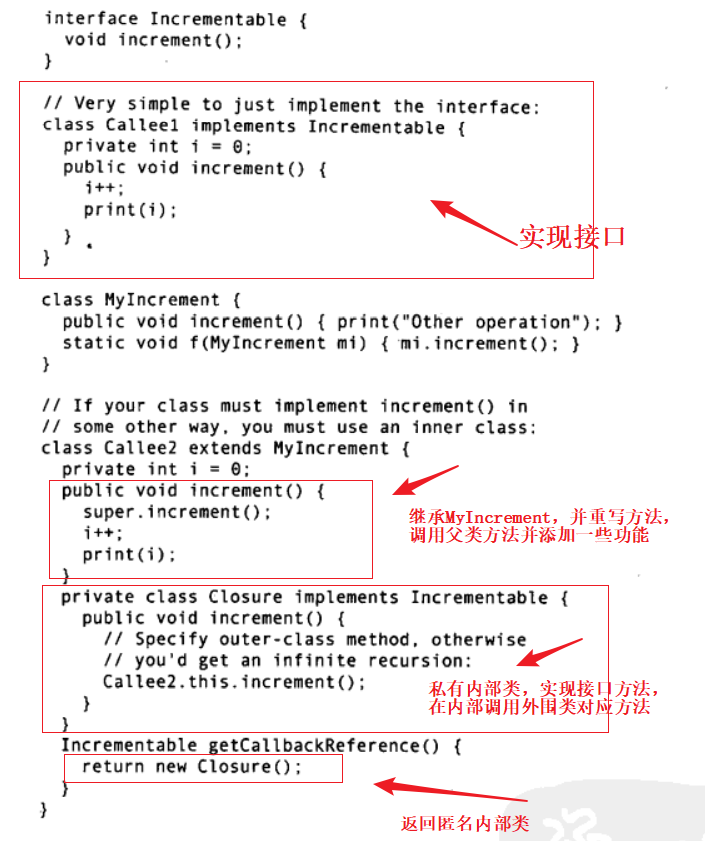 interface Incrementable {
void increment();
}
// Very simple to just implement the interface:
class Callee1 implements Incrementable {
private int i = 0;
public void increment() {
i++;
print(i);
}
}
实现接口
class MyIncrement {
public void increment() { print("Other operation"); }
static void f(MyIncrement mi) { mi.increment(); }
}
// If your class must implement increment() in
// some other way, you must use an inner class:
class Callee2 extends MyIncrement {
private int i = 0;
public void increment() {
super.increment();
i++;
print(i);
}
继承MyIncrement，并重写方法，
调用父类方法并添加一些功能
private class Closure implements Incrementable {
public void increment() {
// Specify outer-class method, otherwise
// you'd get an infinite recursion:
Callee2.this.increment();
}
}
私有内部类，实现接口方法，
在内部调用外围类对应方法
Incrementable getCallbackReference() {
return new Closure();
}
}
返回匿名内部类